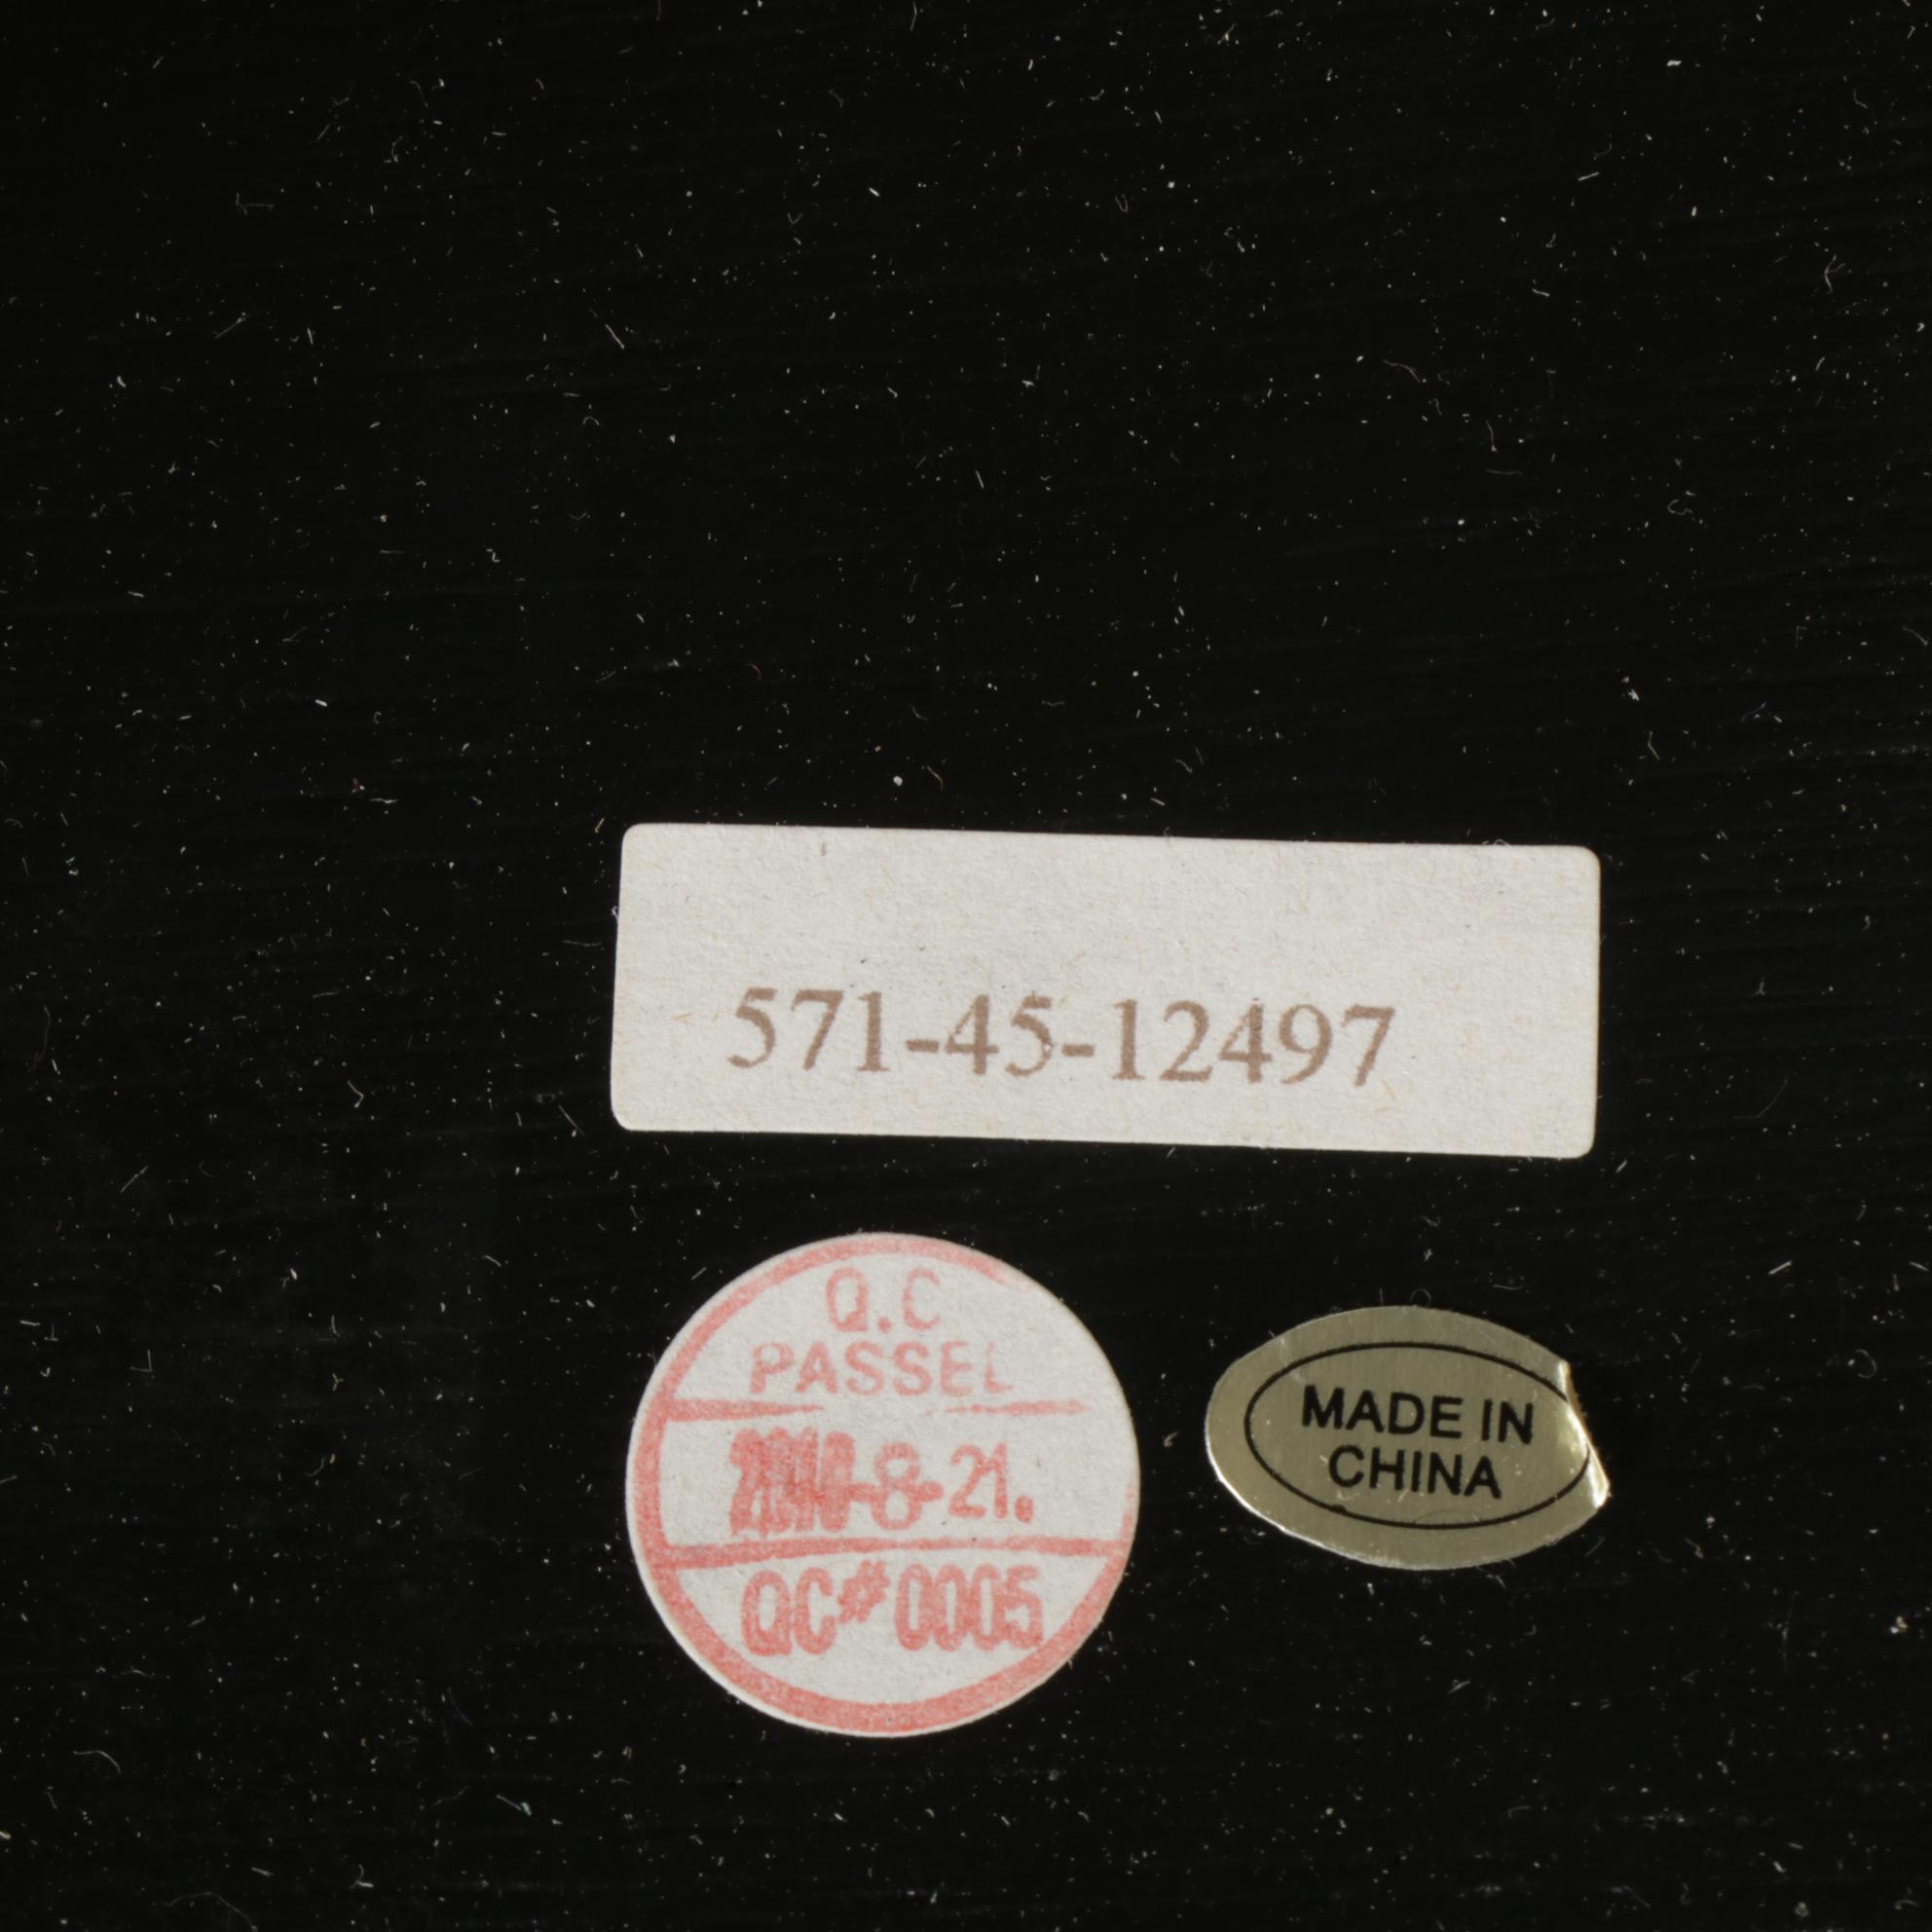 571-45-12497
Q.C
PASSEL
-8-21.
QC#0005
MADE IN
CHINA